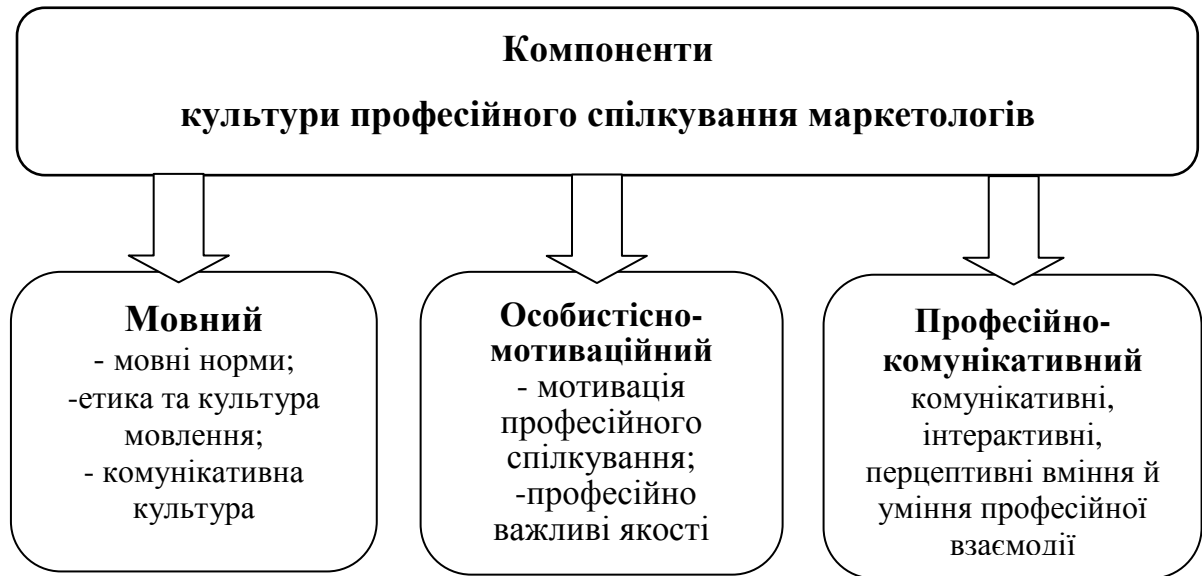 Компоненти
культури професійного спілкування маркетологів
Мовний
- мовні норми;
-етика та культура
мовлення;
- комунікативна
культура
Особистісно-
мотиваційний
- мотивація
професійного
спілкування;
-професійно
важливі якості
Професійно-
комунікативний
комунікативні,
інтерактивні,
перцептивні вміння й
уміння професійної
взаємодії